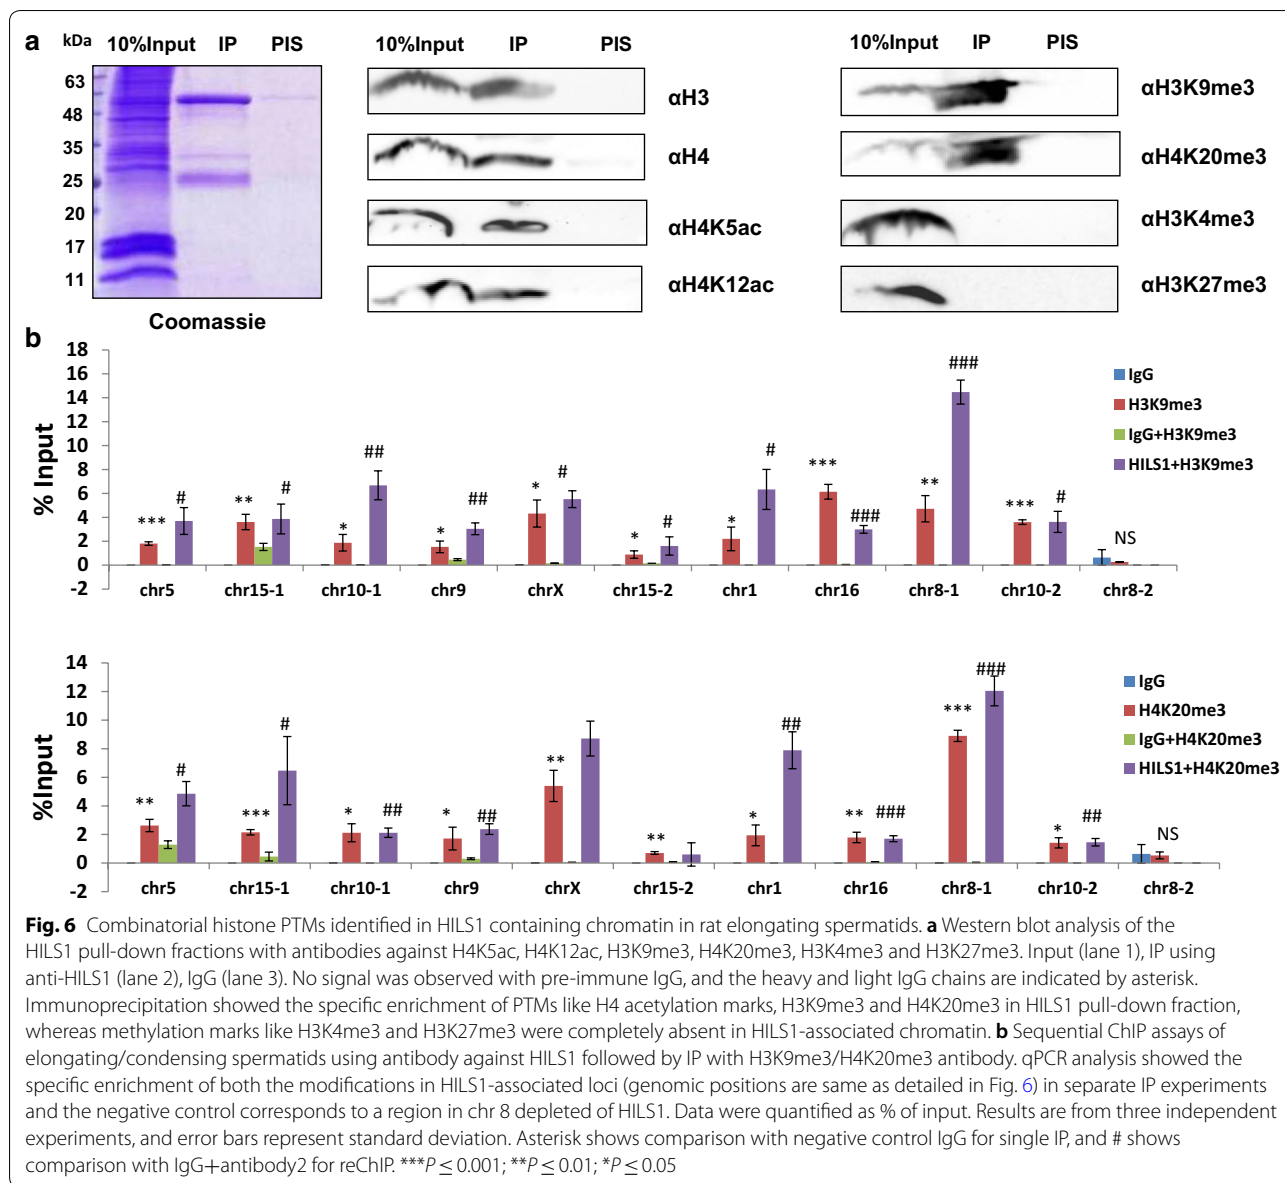 a
kDa 10%Input IP PIS
63
48
35
25
20
17
11
Coomassie
10%Input IP PIS
αH3
αH4
αH4K5ac
αH4K12ac
10%Input IP PIS
αH3K9me3
αH4K20me3
αH3K4me3
αH3K27me3
b
% Input
18
16
14
12
10
8
6
4
2
0
-2
*** # ** # * ## * ## * # * # * # *** ### ** ### *** # NS
chr5 chr15-1 chr10-1 chr9 chrX chr15-2 chr1 chr16 chr8-1 chr10-2 chr8-2
IgG
H3K9me3
IgG+H3K9me3
HILS1+H3K9me3
%Input
14
12
10
8
6
4
2
0
-2
** # *** # * ## * ## ** ** * ## ** ### *** ### * ## NS
chr5 chr15-1 chr10-1 chr9 chrX chr15-2 chr1 chr16 chr8-1 chr10-2 chr8-2
IgG
H4K20me3
IgG+H4K20me3
HILS1+H4K20me3
Fig. 6 Combinatorial histone PTMs identified in HILS1 containing chromatin in rat elongating spermatids. a Western blot analysis of the
HILS1 pull-down fractions with antibodies against H4K5ac, H4K12ac, H3K9me3, H4K20me3, H3K4me3 and H3K27me3. Input (lane 1), IP using
anti-HILS1 (lane 2), IgG (lane 3). No signal was observed with pre-immune IgG, and the heavy and light IgG chains are indicated by asterisk.
Immunoprecipitation showed the specific enrichment of PTMs like H4 acetylation marks, H3K9me3 and H4K20me3 in HILS1 pull-down fraction,
whereas methylation marks like H3K4me3 and H3K27me3 were completely absent in HILS1-associated chromatin. b Sequential ChIP assays of
elongating/condensing spermatids using antibody against HILS1 followed by IP with H3K9me3/H4K20me3 antibody. qPCR analysis showed the
specific enrichment of both the modifications in HILS1-associated loci (genomic positions are same as detailed in Fig. 6) in separate IP experiments
and the negative control corresponds to a region in chr 8 depleted of HILS1. Data were quantified as % of input. Results are from three independent
experiments, and error bars represent standard deviation. Asterisk shows comparison with negative control IgG for single IP, and # shows
comparison with IgG+antibody2 for reChIP. ***P ≤ 0.001; **P ≤ 0.01; *P ≤ 0.05